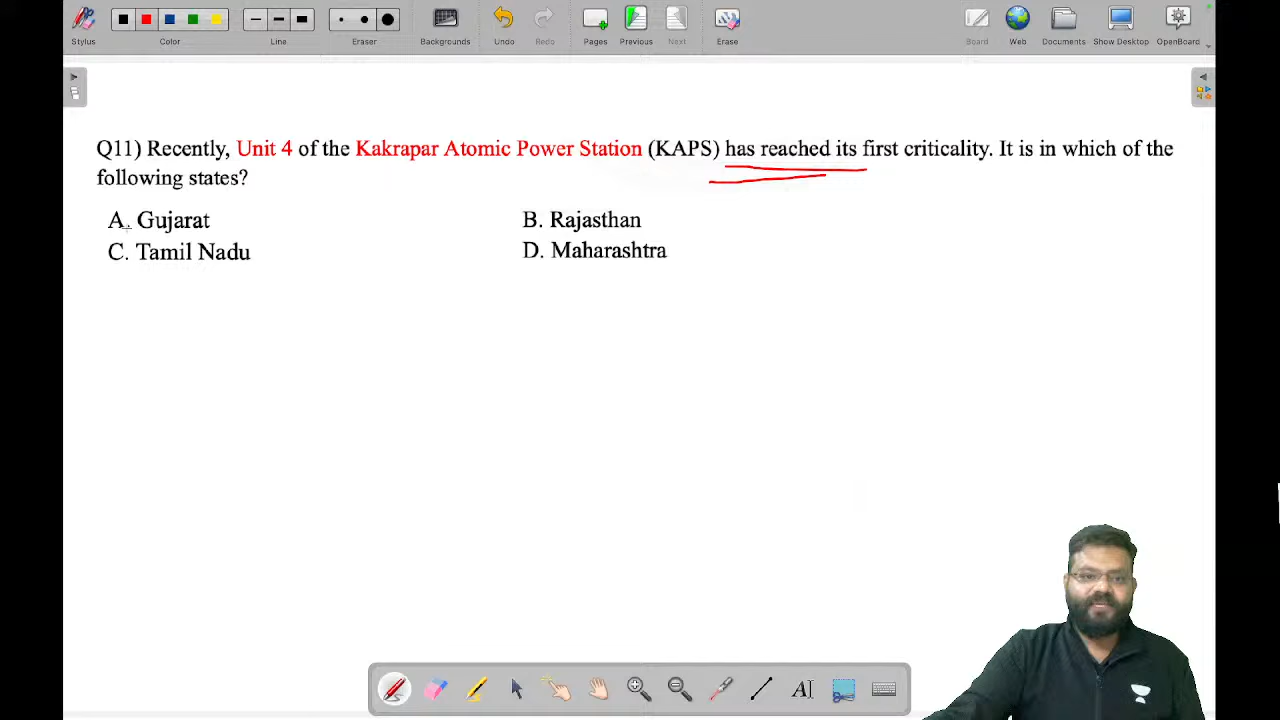 Stylus
Color
Line
Eraser
Backgrounds
Undo
Redo
Pages
Previous
Next
Erase
Board
Web
Documents
Show Desktop
OpenBoard
Q11) Recently, Unit 4 of the Kakrapar Atomic Power Station (KAPS) has reached its first criticality. It is in which of the
following states?
A. Gujarat
B. Rajasthan
C. Tamil Nadu
D. Maharashtra